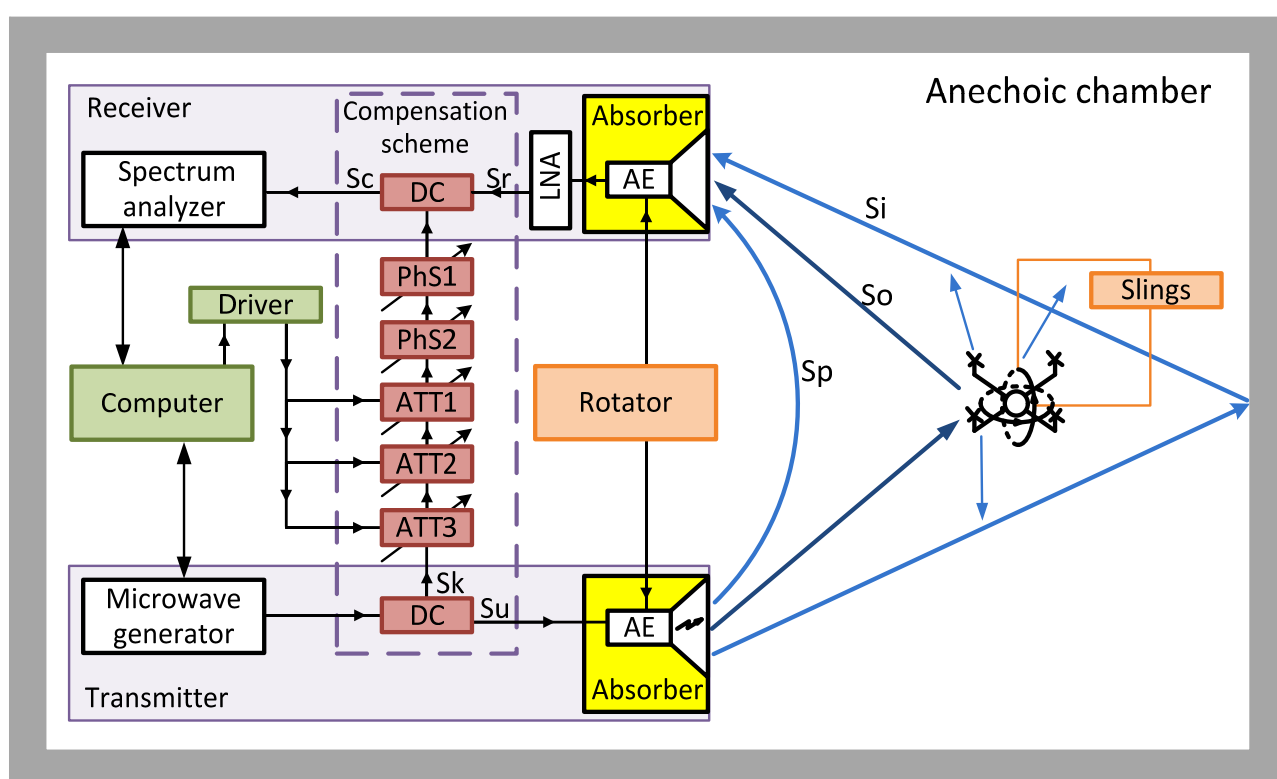 Anechoic chamber
Receiver
Compensation
scheme
Absorber
Spectrum
analyzer
Sc
DC
Sr
LNA
AE
Si
PhS1
Driver
So
Slings
PhS2
Computer
ATT1
Rotator
Sp
ATT2
ATT3
Sk
Microwave
generator
DC
Su
AE
Absorber
Transmitter